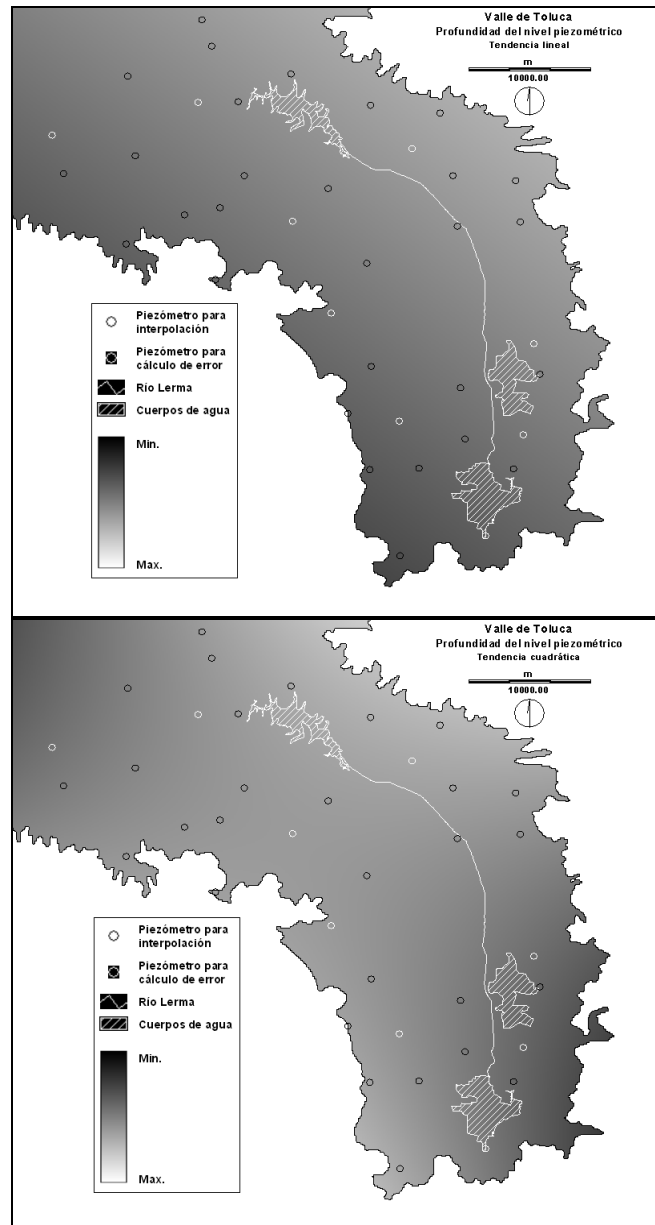 Valle de Toluca
Profundidad del nivel piezométrico
Tendencia lineal
m
10000.00
Piezómetro para
interpolación
Piezómetro para
cálculo de error
Río Lerma
Cuerpos de agua
Min.
Max.
Valle de Toluca
Profundidad del nivel piezométrico
Tendencia cuadrática
m
10000.00
Piezómetro para
interpolación
Piezómetro para
cálculo de error
Río Lerma
Cuerpos de agua
Min.
Max.